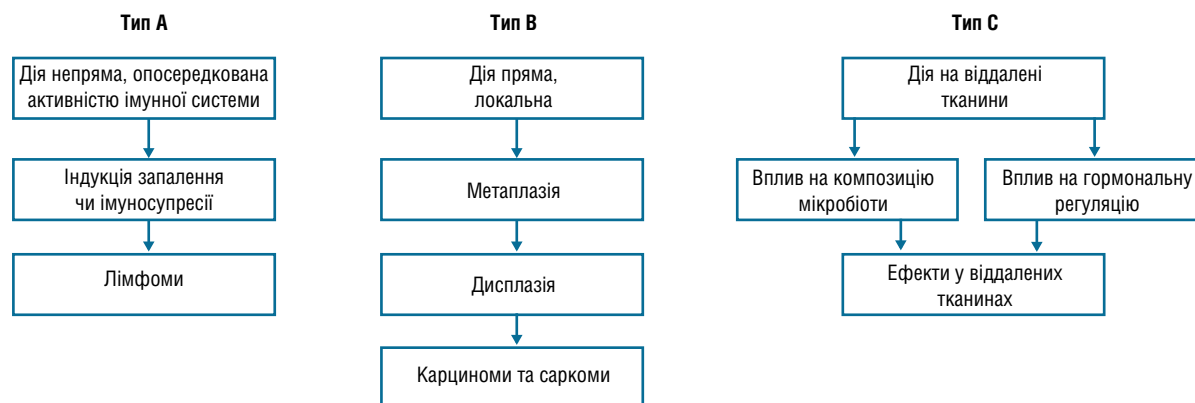 Тип A
Дія непряма, опосередкована
активністю імунної системи
Індукція запалення
чи імуносупресії
Лімфоми
Тип B
Дія пряма,
локальна
Метаплазія
Дисплазія
Карциноми та саркоми
Тип C
Дія на віддалені
тканини
Вплив на композицію
мікробіоти
Вплив на гормональну
регуляцію
Ефекти у віддалених
тканинах